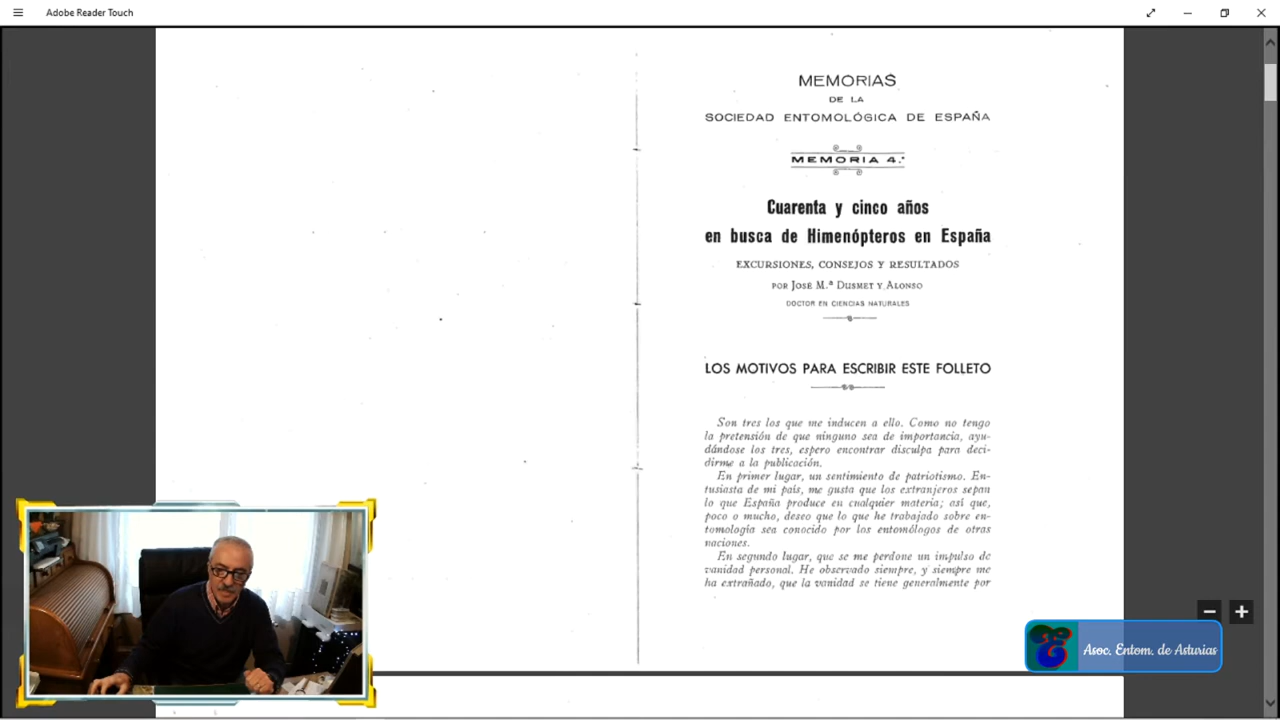 Adobe Reader Touch
MEMORIAS
DE LA
SOCIEDAD ENTOMOLÓGICA DE ESPAÑA
MEMORIA 4.ª
Cuarenta y cinco años
en busca de Himenópteros en España
EXCURSIONES, CONSEJOS Y RESULTADOS
POR JOSÉ M.ª DUSMET Y ALONSO
DOCTOR EN CIENCIAS NATURALES
LOS MOTIVOS PARA ESCRIBIR ESTE FOLLETO
Son tres los que me inducen a ello. Como no tengo
la pretensión de que ninguno sea de importancia, ayu-
dándose los tres, espero encontrar disculpa para deci-
dirme a la publicación.
En primer lugar, un sentimiento de patriotismo. En-
tusiasta de mi país, me gusta que los extranjeros sepan
lo que España produce en cualquier materia; así que,
poco o mucho, deseo que lo que he trabajado sobre en-
tomología sea conocido por los entomólogos de otras
naciones.
En segundo lugar, que se me perdone un impulso de
vanidad personal. He observado siempre, y siempre me
ha extrañado, que la vanidad se tiene generalmente por
Asoc. Entom. de Asturias